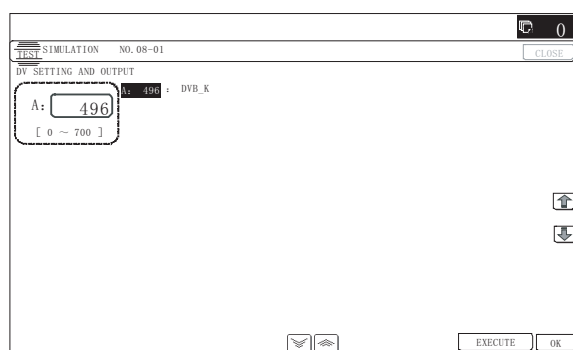 0
TEST SIMULATION NO. 08-01
CLOSE
DV SETTING AND OUTPUT
A: 496 : DVB_K
A: 496
[ 0 ~ 700 ]
EXECUTE OK